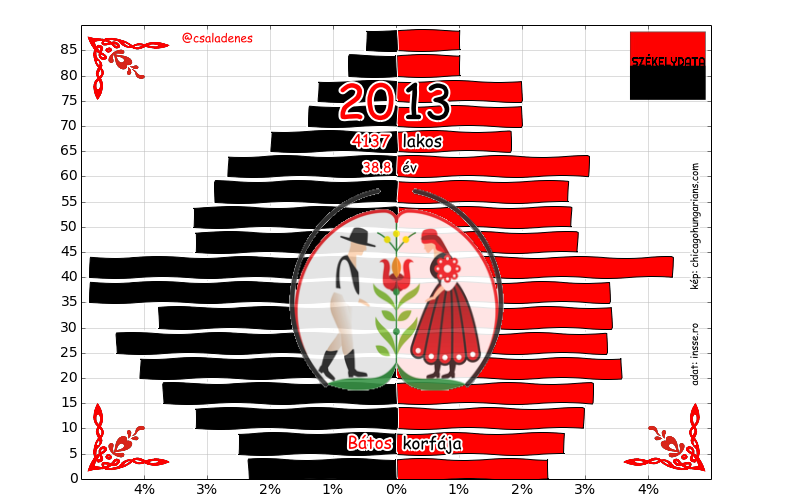 @csaladenes
SZÉKELYDATA
2013
4137 lakos
38.8 év
85
80
75
70
65
60
55
50
45
40
35
30
25
20
15
10
5
0
kép: chicagohungarians.com
adat: insse.ro
Bátos korfája
4% 3% 2% 1% 0% 1% 2% 3% 4%